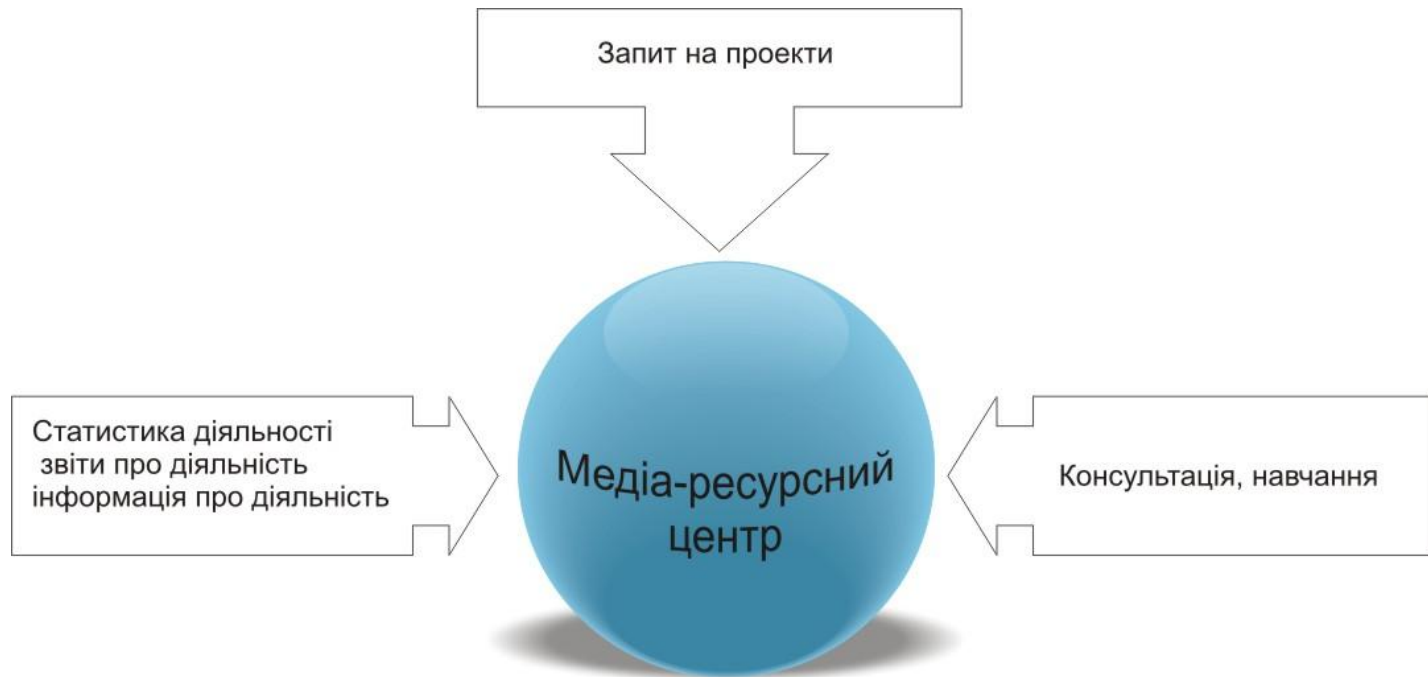 Запит на проекти
Статистика діяльності
звіти про діяльність
інформація про діяльність
Медіа-ресурсний
центр
Консультація, навчання